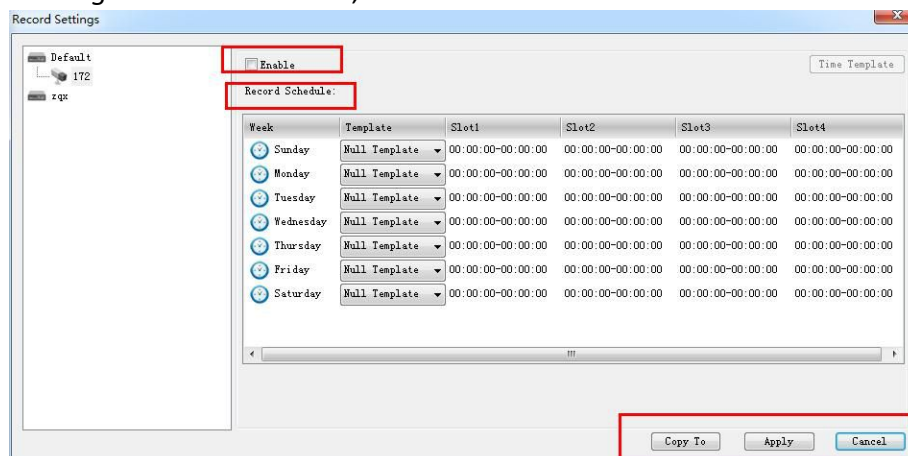 Record Settings
Default
172
zqx
Enable
Time Template
Record Schedule:
Week Template Slot1 Slot2 Slot3 Slot4
Sunday Null Template 00:00:00-00:00:00 00:00:00-00:00:00 00:00:00-00:00:00 00:00:00-00:00:00
Monday Null Template 00:00:00-00:00:00 00:00:00-00:00:00 00:00:00-00:00:00 00:00:00-00:00:00
Tuesday Null Template 00:00:00-00:00:00 00:00:00-00:00:00 00:00:00-00:00:00 00:00:00-00:00:00
Wednesday Null Template 00:00:00-00:00:00 00:00:00-00:00:00 00:00:00-00:00:00 00:00:00-00:00:00
Thursday Null Template 00:00:00-00:00:00 00:00:00-00:00:00 00:00:00-00:00:00 00:00:00-00:00:00
Friday Null Template 00:00:00-00:00:00 00:00:00-00:00:00 00:00:00-00:00:00 00:00:00-00:00:00
Saturday Null Template 00:00:00-00:00:00 00:00:00-00:00:00 00:00:00-00:00:00 00:00:00-00:00:00
Copy To Apply Cancel